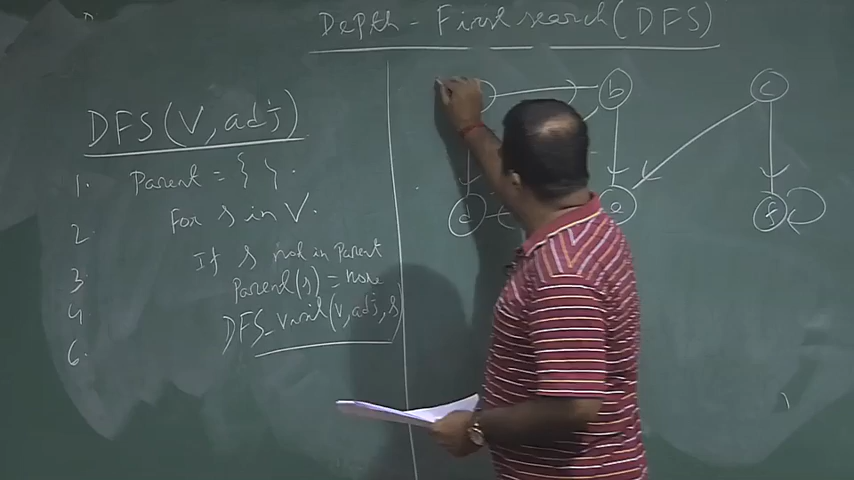 Depth - First search (DFS)
DFS(V, adj)
1. Parent = { }.
2. For s in V.
3. If s not in Parent
4. Parent(s) = none
6. DFS_Visit(V, adj, s)
b
c
d
e
f